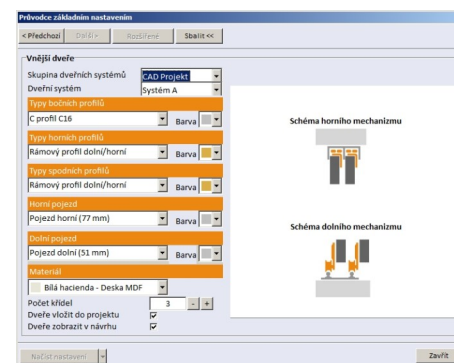 Průvodce základním nastavením
< Předchozí Další > Rozšířené Sbalit <<
Vnější dveře
Skupina dveřních systémů CAD Projekt
Dveřní systém Systém A
Typy bočních profilů
C profil C16 Barva
Typy horních profilů
Rámový profil dolní/horní Barva
Typy spodních profilů
Rámový profil dolní/horní Barva
Horní pojezd
Pojezd horní (77 mm) Barva
Dolní pojezd
Pojezd dolní (51 mm) Barva
Materiál
Bílá hacienda - Deska MDF
Počet křídel 3 - +
Dveře vložit do projektu
Dveře zobrazit v návrhu
Schéma horního mechanizmu
Schéma dolního mechanizmu
Načíst nastavení Zavřít